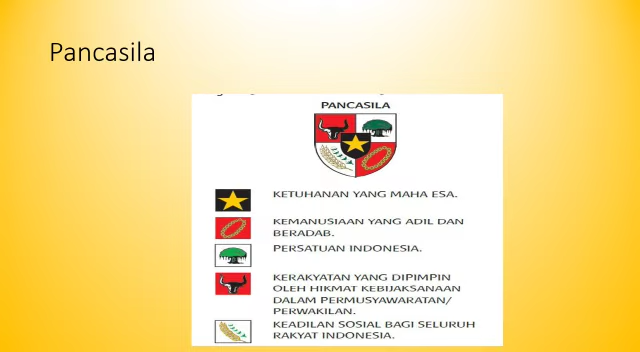 Pancasila
PANCASILA
KETUHANAN YANG MAHA ESA.
KEMANUSIAAN YANG ADIL DAN
BERADAB.
PERSATUAN INDONESIA.
KERAKYATAN YANG DIPIMPIN
OLEH HIKMAT KEBIJAKSANAAN
DALAM PERMUSYAWARATAN/
PERWAKILAN.
KEADILAN SOSIAL BAGI SELURUH
RAKYAT INDONESIA.